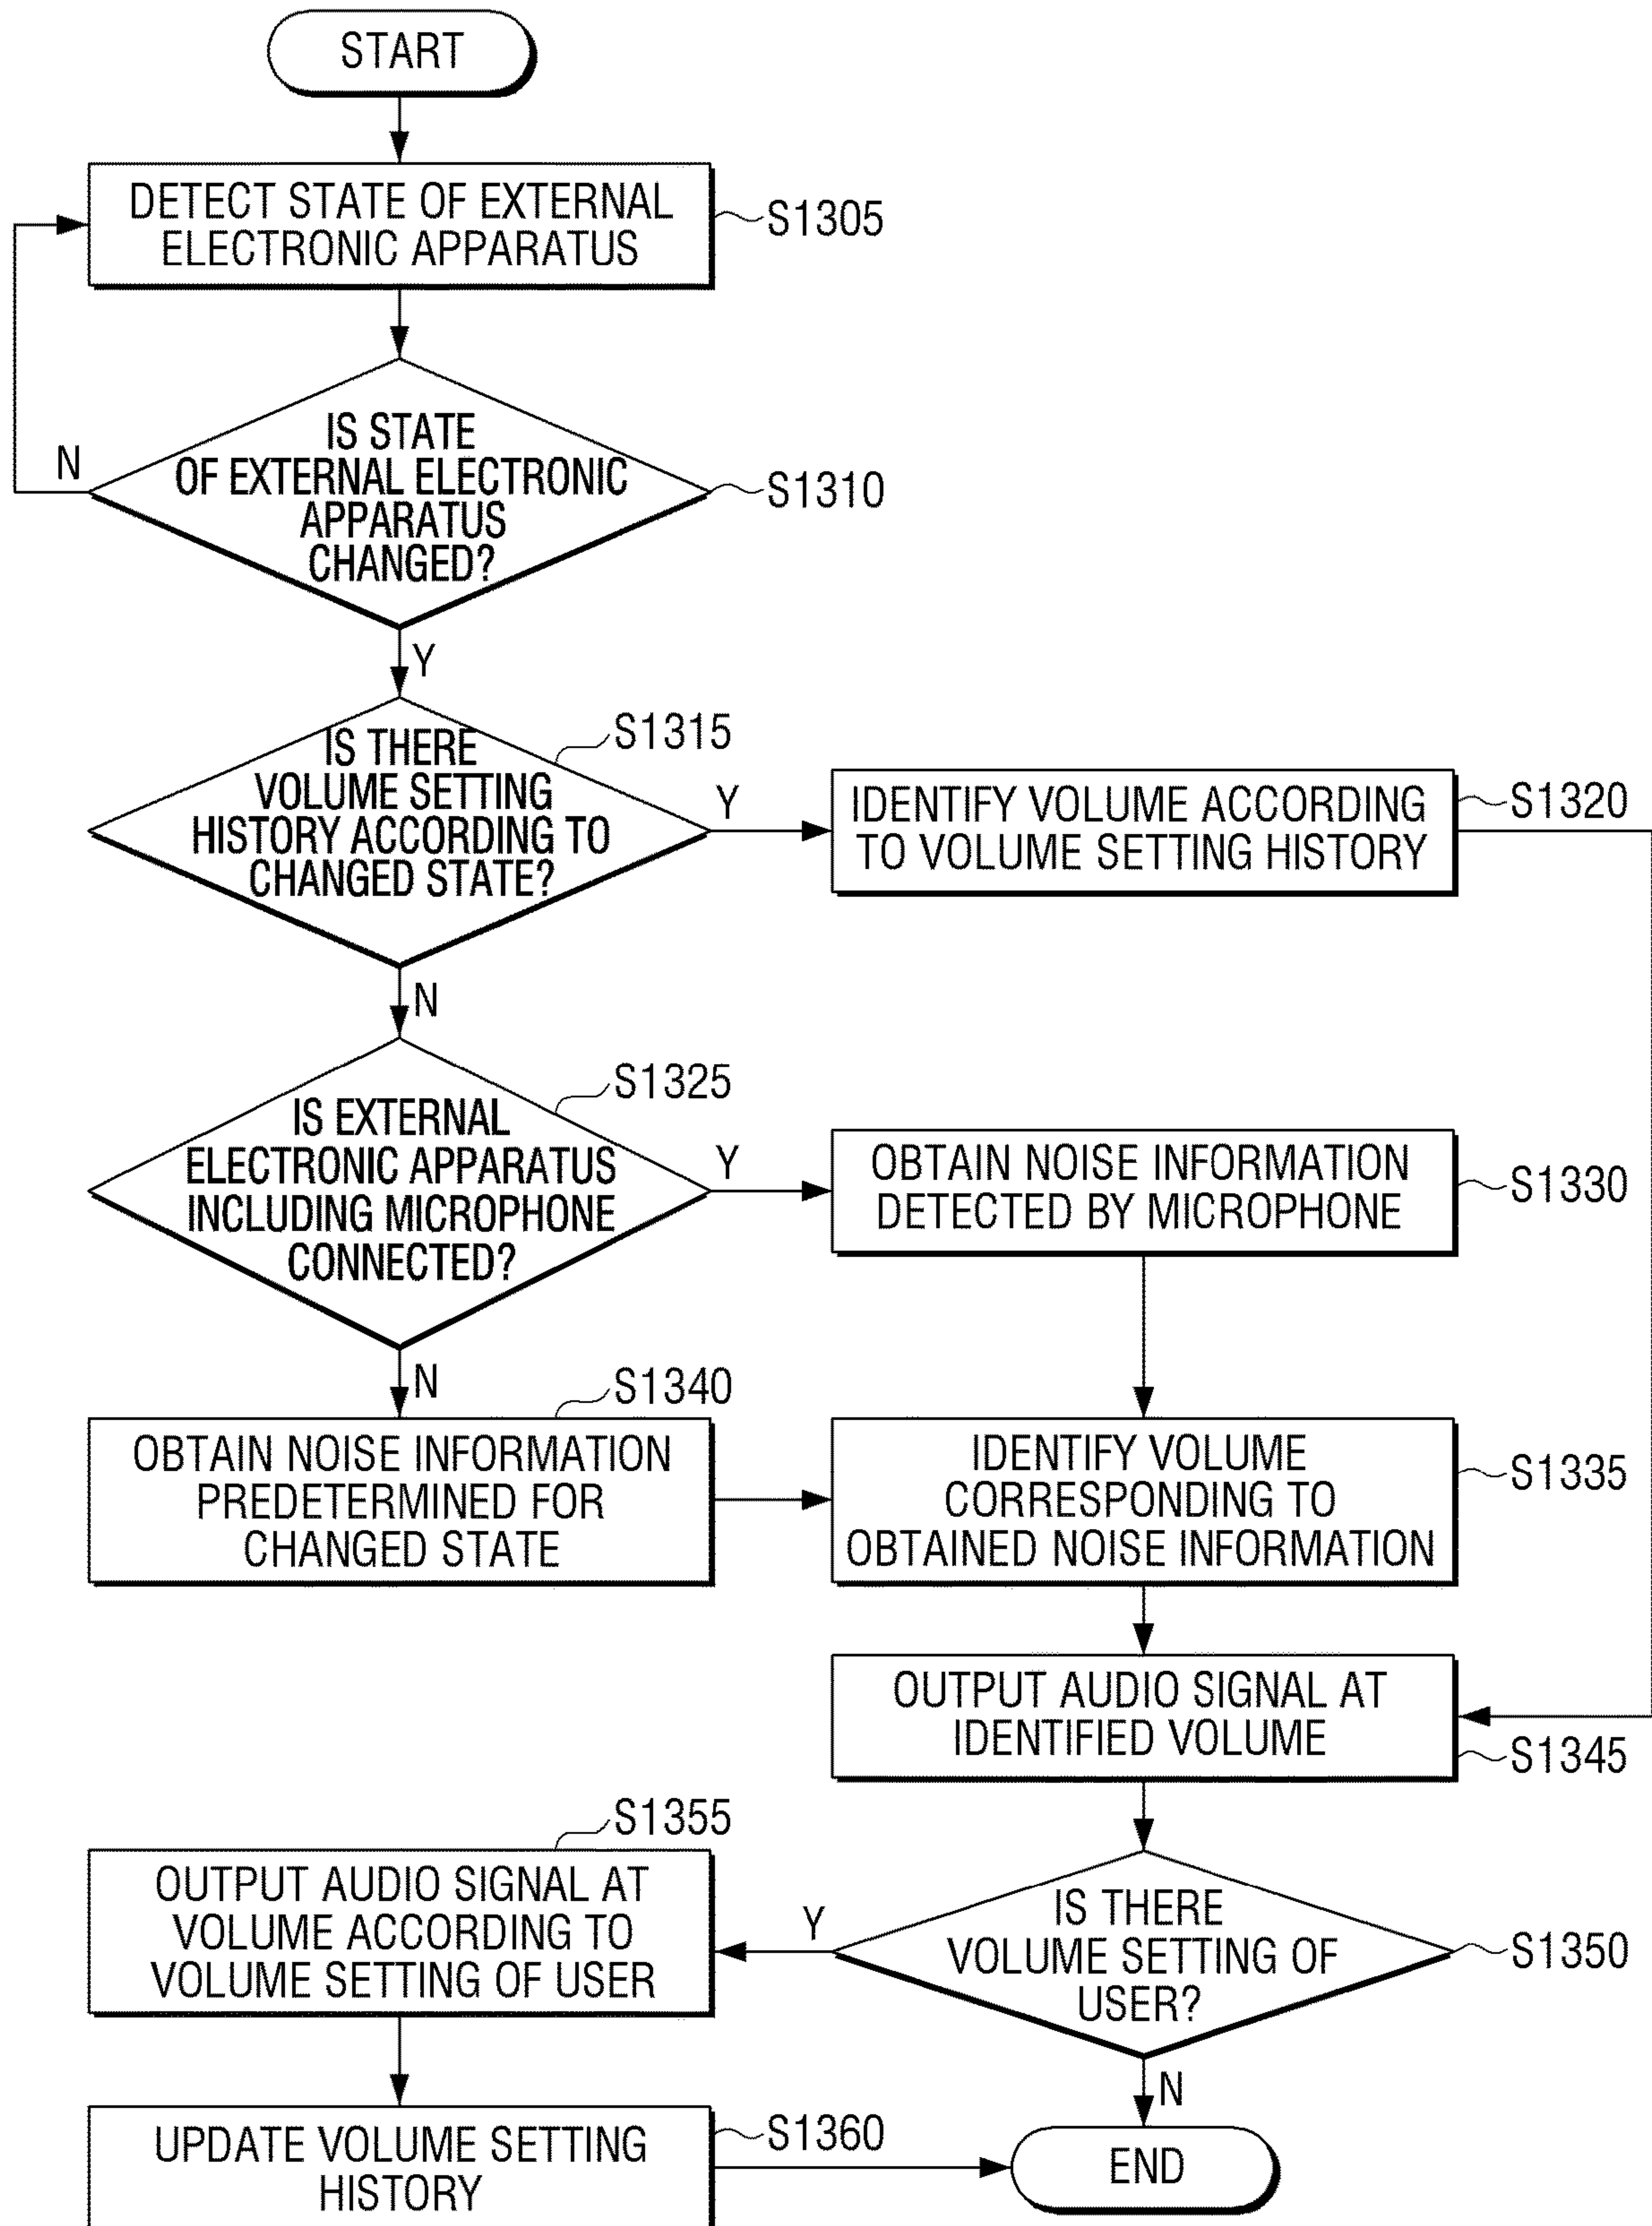 START
DETECT STATE OF EXTERNAL
ELECTRONIC APPARATUS
S1305
IS STATE
OF EXTERNAL ELECTRONIC
APPARATUS
CHANGED?
N
S1310
Y
IS THERE
VOLUME SETTING
HISTORY ACCORDING TO
CHANGED STATE?
S1315
Y
IDENTIFY VOLUME ACCORDING
TO VOLUME SETTING HISTORY
S1320
N
IS EXTERNAL
ELECTRONIC APPARATUS
INCLUDING MICROPHONE
CONNECTED?
S1325
Y
OBTAIN NOISE INFORMATION
DETECTED BY MICROPHONE
S1330
N
S1340
OBTAIN NOISE INFORMATION
PREDETERMINED FOR
CHANGED STATE
IDENTIFY VOLUME
CORRESPONDING TO
OBTAINED NOISE INFORMATION
S1335
OUTPUT AUDIO SIGNAL AT
IDENTIFIED VOLUME
S1345
IS THERE
VOLUME SETTING OF
USER?
S1350
Y
S1355
OUTPUT AUDIO SIGNAL AT
VOLUME ACCORDING TO
VOLUME SETTING OF USER
N
UPDATE VOLUME SETTING
HISTORY
S1360
END